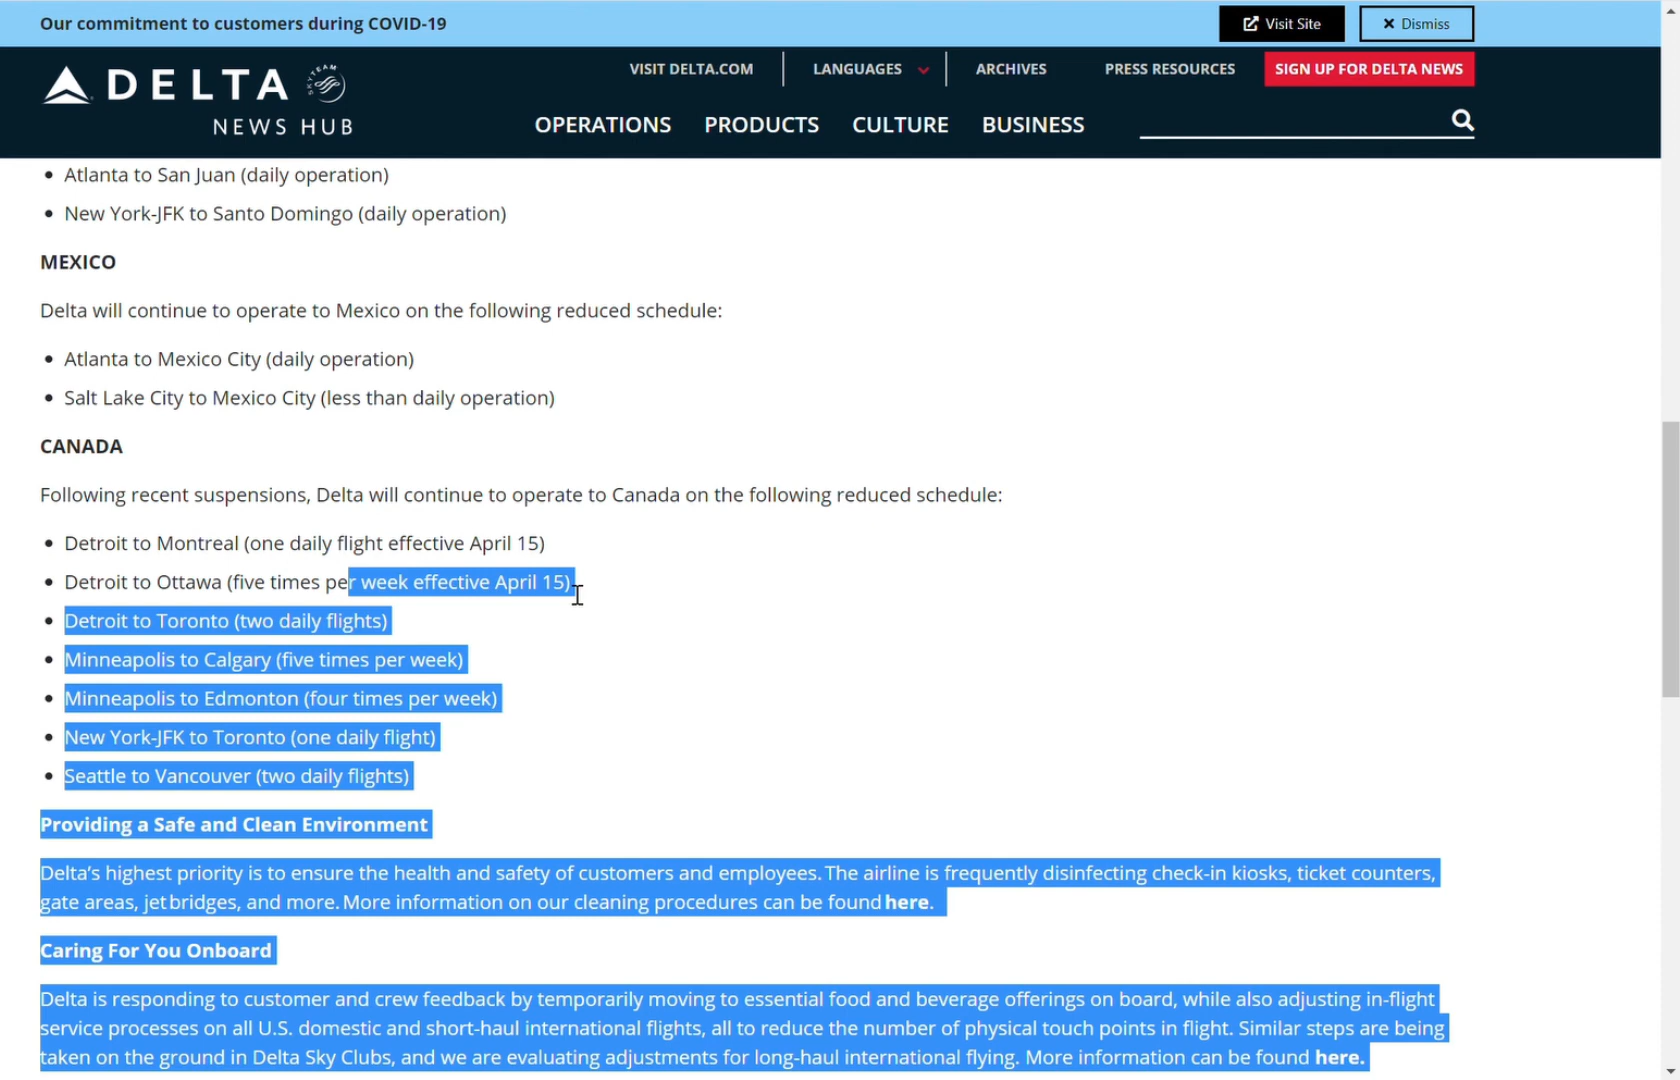 Our commitment to customers during COVID-19
Visit Site
Dismiss
DELTA
SKYTEAM
NEWS HUB
VISIT DELTA.COM
LANGUAGES
ARCHIVES
PRESS RESOURCES
SIGN UP FOR DELTA NEWS
OPERATIONS
PRODUCTS
CULTURE
BUSINESS
• Atlanta to San Juan (daily operation)
• New York-JFK to Santo Domingo (daily operation)
MEXICO
Delta will continue to operate to Mexico on the following reduced schedule:
• Atlanta to Mexico City (daily operation)
• Salt Lake City to Mexico City (less than daily operation)
CANADA
Following recent suspensions, Delta will continue to operate to Canada on the following reduced schedule:
• Detroit to Montreal (one daily flight effective April 15)
• Detroit to Ottawa (five times per week effective April 15)
• Detroit to Toronto (two daily flights)
• Minneapolis to Calgary (five times per week)
• Minneapolis to Edmonton (four times per week)
• New York-JFK to Toronto (one daily flight)
• Seattle to Vancouver (two daily flights)
Providing a Safe and Clean Environment
Delta’s highest priority is to ensure the health and safety of customers and employees. The airline is frequently disinfecting check-in kiosks, ticket counters,
gate areas, jet bridges, and more. More information on our cleaning procedures can be found here.
Caring For You Onboard
Delta is responding to customer and crew feedback by temporarily moving to essential food and beverage offerings on board, while also adjusting in-flight
service processes on all U.S. domestic and short-haul international flights, all to reduce the number of physical touch points in flight. Similar steps are being
taken on the ground in Delta Sky Clubs, and we are evaluating adjustments for long-haul international flying. More information can be found here.